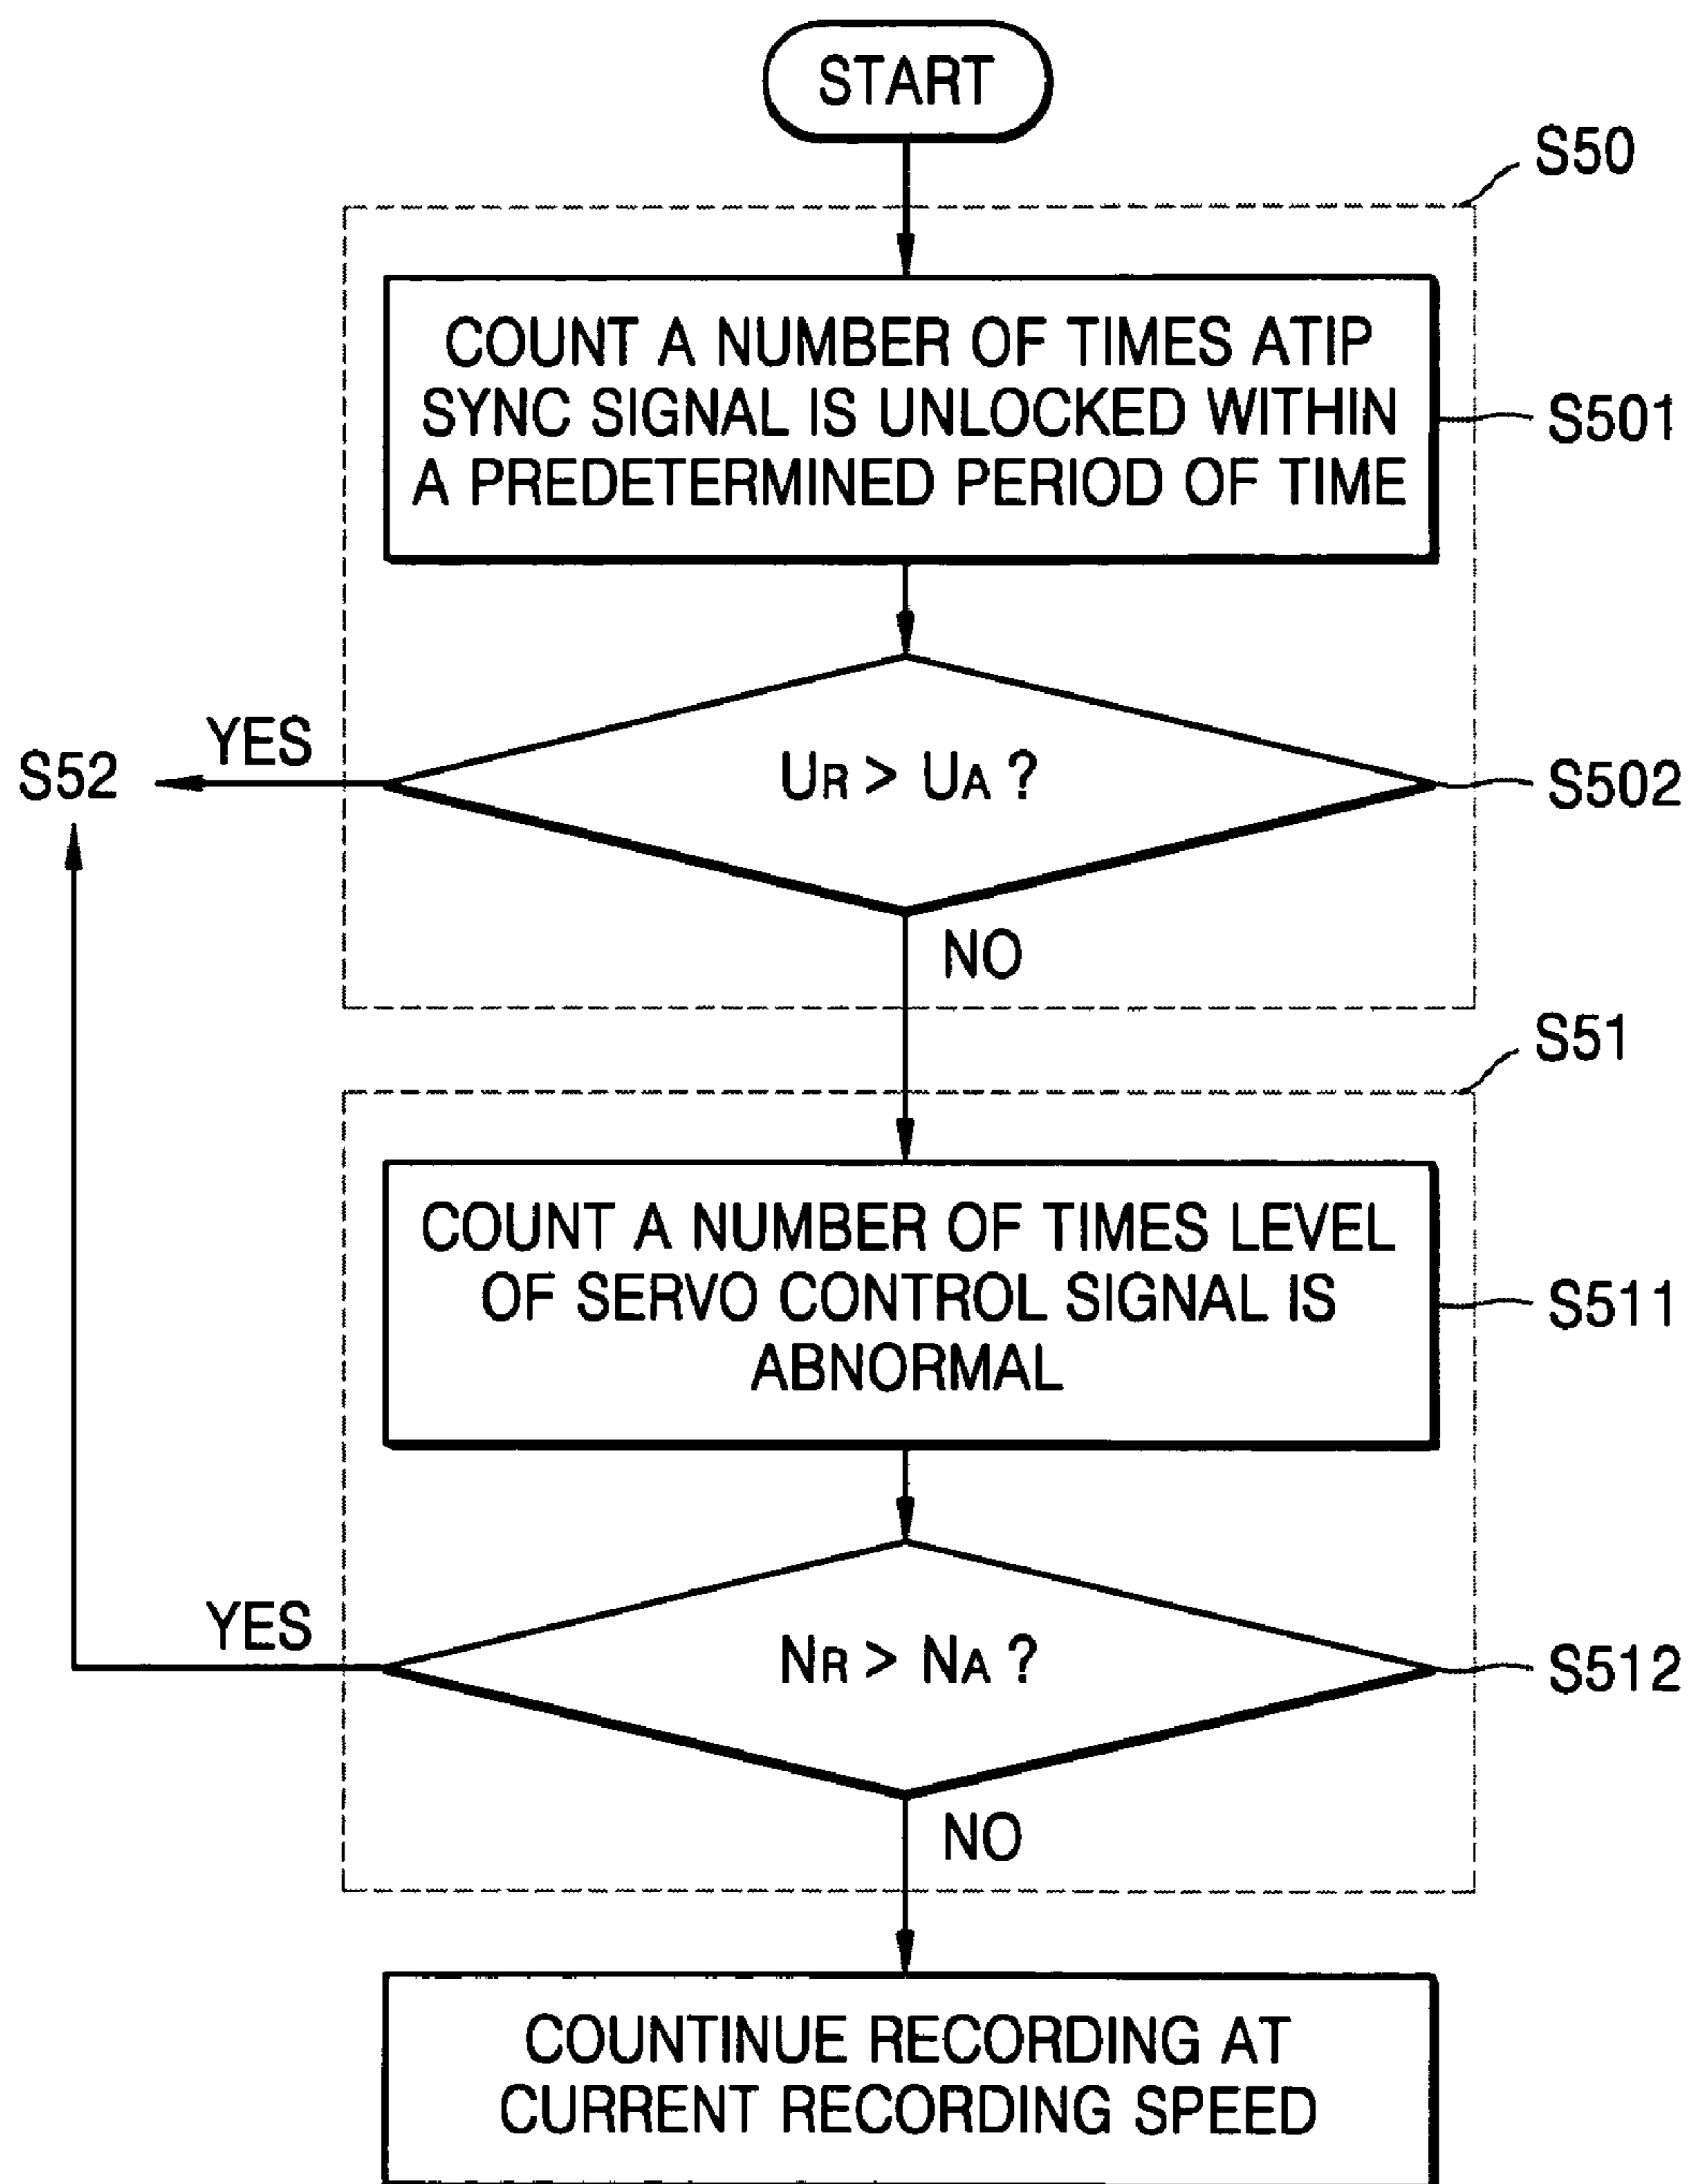 START
S50
COUNT A NUMBER OF TIMES ATIP
SYNC SIGNAL IS UNLOCKED WITHIN
A PREDETERMINED PERIOD OF TIME
S501
YES
S52
UR > UA ?
S502
NO
S51
COUNT A NUMBER OF TIMES LEVEL
OF SERVO CONTROL SIGNAL IS
ABNORMAL
S511
YES
NR > NA ?
S512
NO
COUNTINUE RECORDING AT
CURRENT RECORDING SPEED